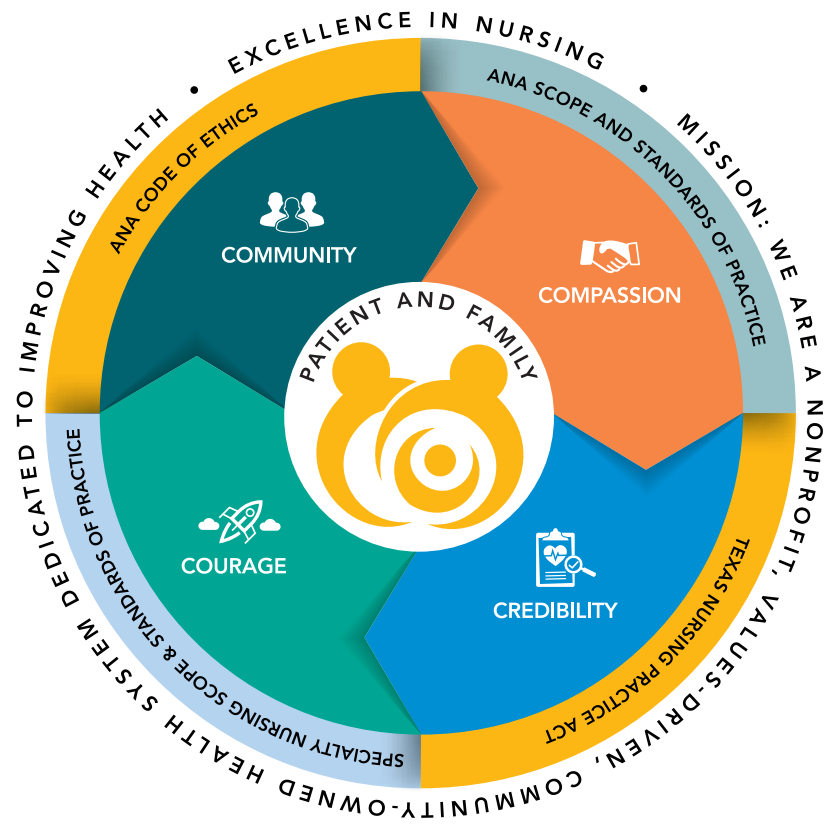 EXCELLENCE IN NURSING
• MISSION: WE ARE A NONPROFIT, VALUES-DRIVEN, COMMUNITY-OWNED HEALTH SYSTEM DEDICATED TO IMPROVING HEALTH •
ANA CODE OF ETHICS
ANA SCOPE AND STANDARDS OF PRACTICE
TEXAS NURSING PRACTICE ACT
SPECIALTY NURSING SCOPE & STANDARDS OF PRACTICE
COMMUNITY
COMPASSION
PATIENT AND FAMILY
COURAGE
CREDIBILITY